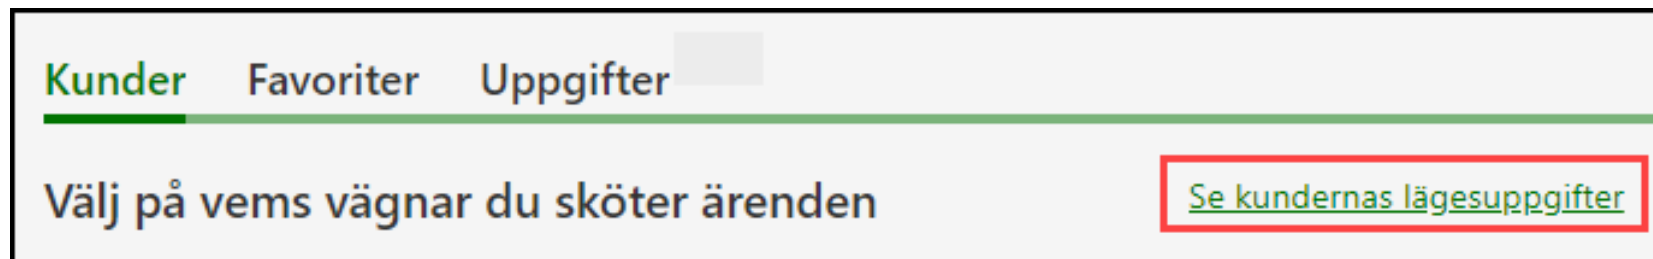 Kunder Favoriter Uppgifter
Välj på vems vägnar du sköter ärenden Se kundernas lägesuppgifter